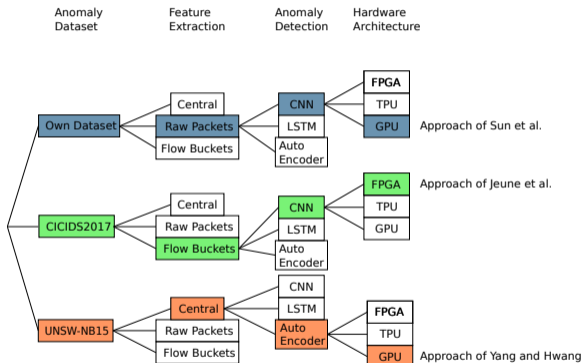 Anomaly Dataset
Feature Extraction
Anomaly Detection
Hardware Architecture
Own Dataset
Central
Raw Packets
Flow Buckets
CNN
LSTM
Auto Encoder
FPGA
TPU
GPU
Approach of Sun et al.
CICIDS2017
Central
Raw Packets
Flow Buckets
CNN
LSTM
Auto Encoder
FPGA
TPU
GPU
Approach of Jeune et al.
UNSW-NB15
Central
Raw Packets
Flow Buckets
CNN
LSTM
Auto Encoder
FPGA
TPU
GPU
Approach of Yang and Hwang